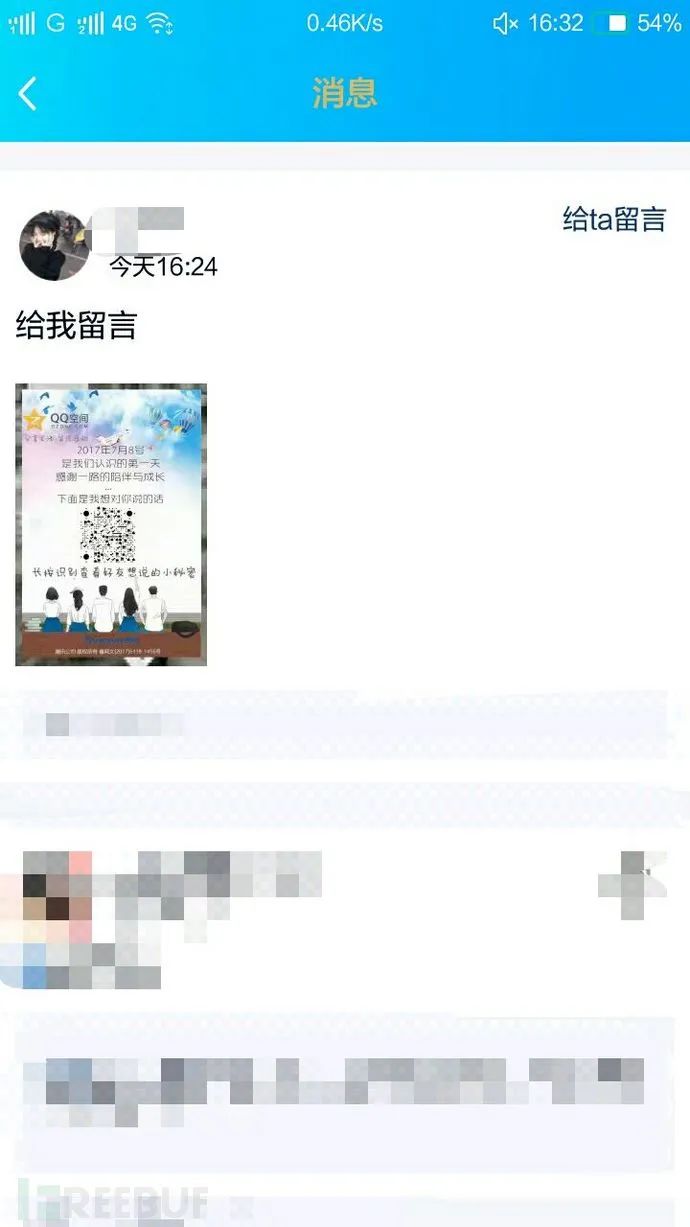 G
4G
0.46K/s
16:32
54%
消息
给ta留言
今天16:24
给我留言
QQ空间
2017年7月8号
是我们认识的第一天
感谢一路的陪伴与成长
...
下面是我想对你说的话
长按识别查看好友想说的小秘密
REEBUF